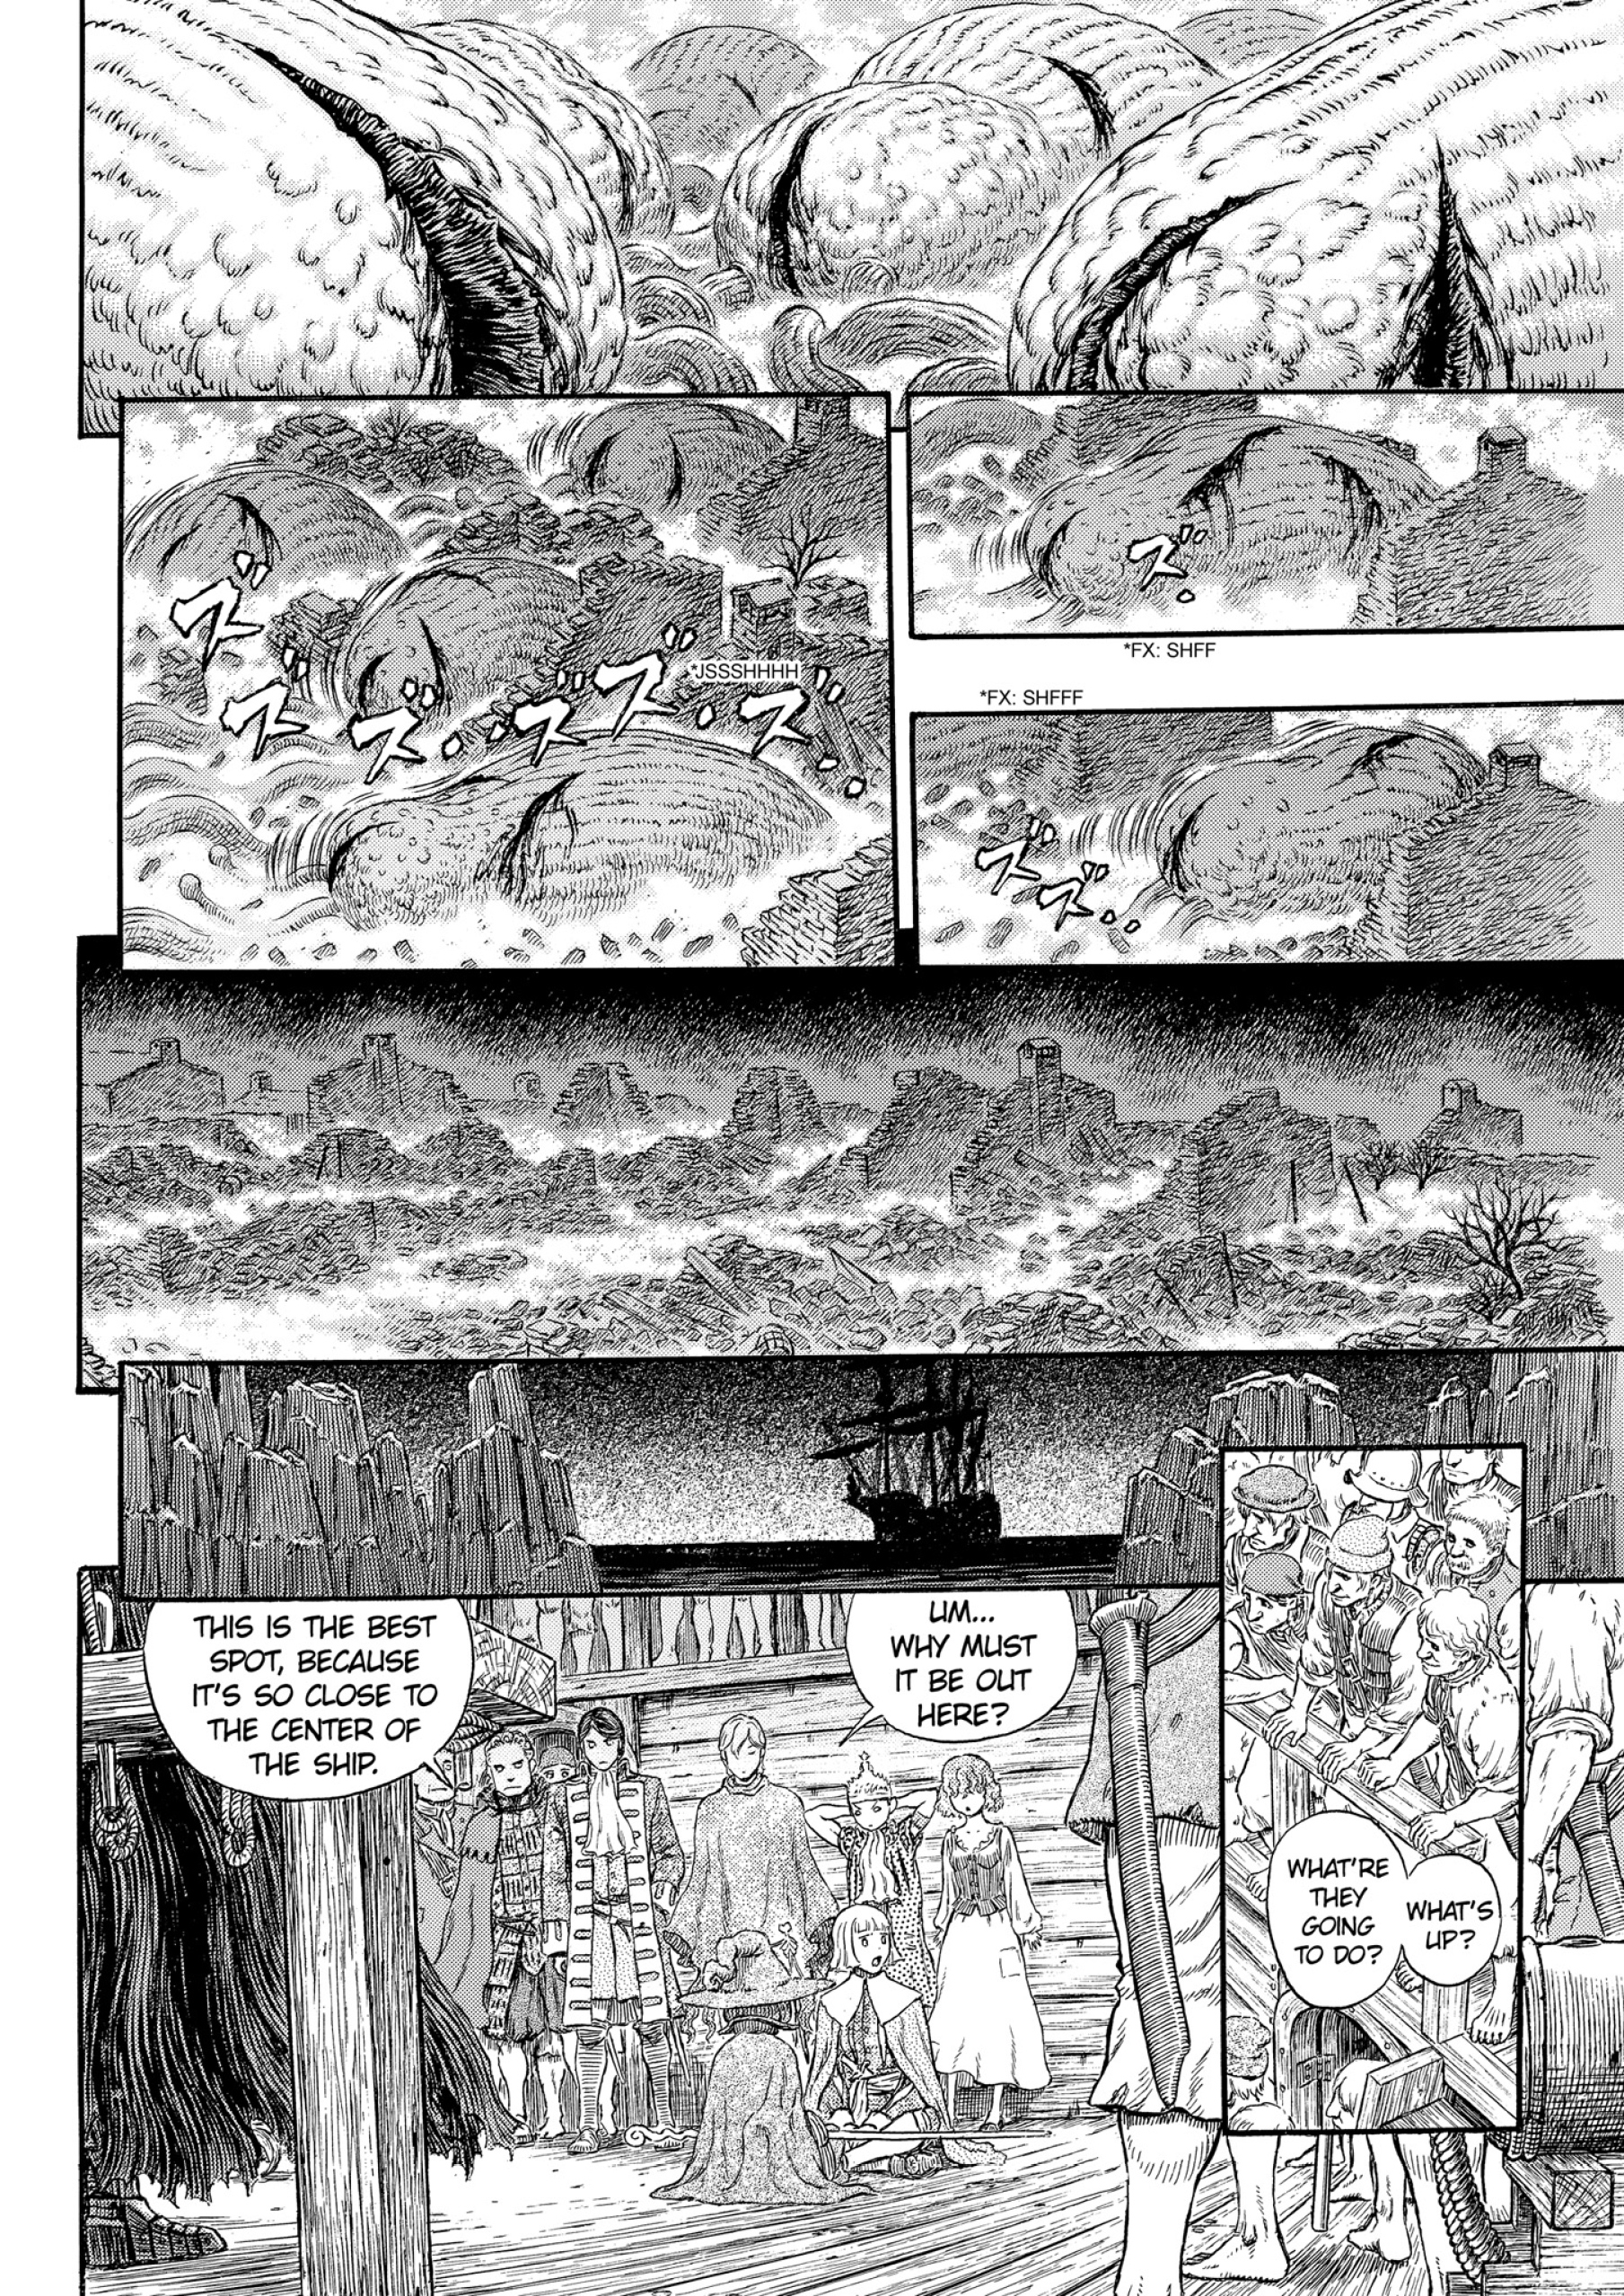 ズ...
*FX: SHFF
*FX: SHFFF
ズズ...
ズズズズ...ズ...ズ...
*JSSSHHHH
WHAT'S
UP?
WHAT'RE
THEY
GOING
TO DO?
UM...
WHY MUST
IT BE OUT
HERE?
THIS IS THE BEST
SPOT, BECAUSE
IT'S SO CLOSE TO
THE CENTER OF
THE SHIP.